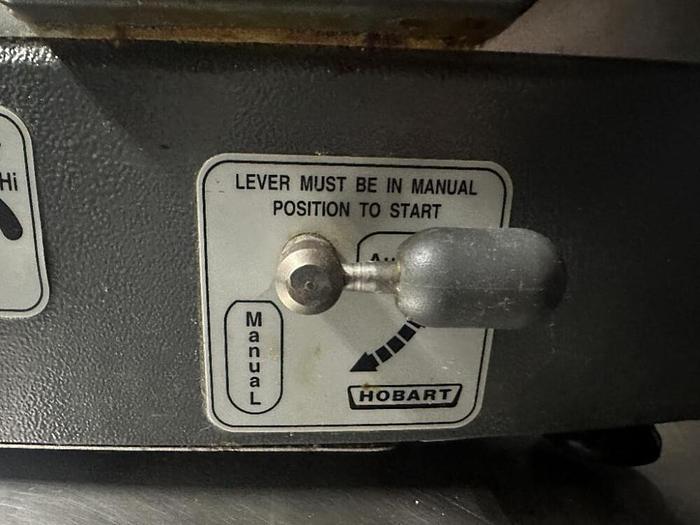 Hi
LEVER MUST BE IN MANUAL
POSITION TO START
ManuaL
HOBART